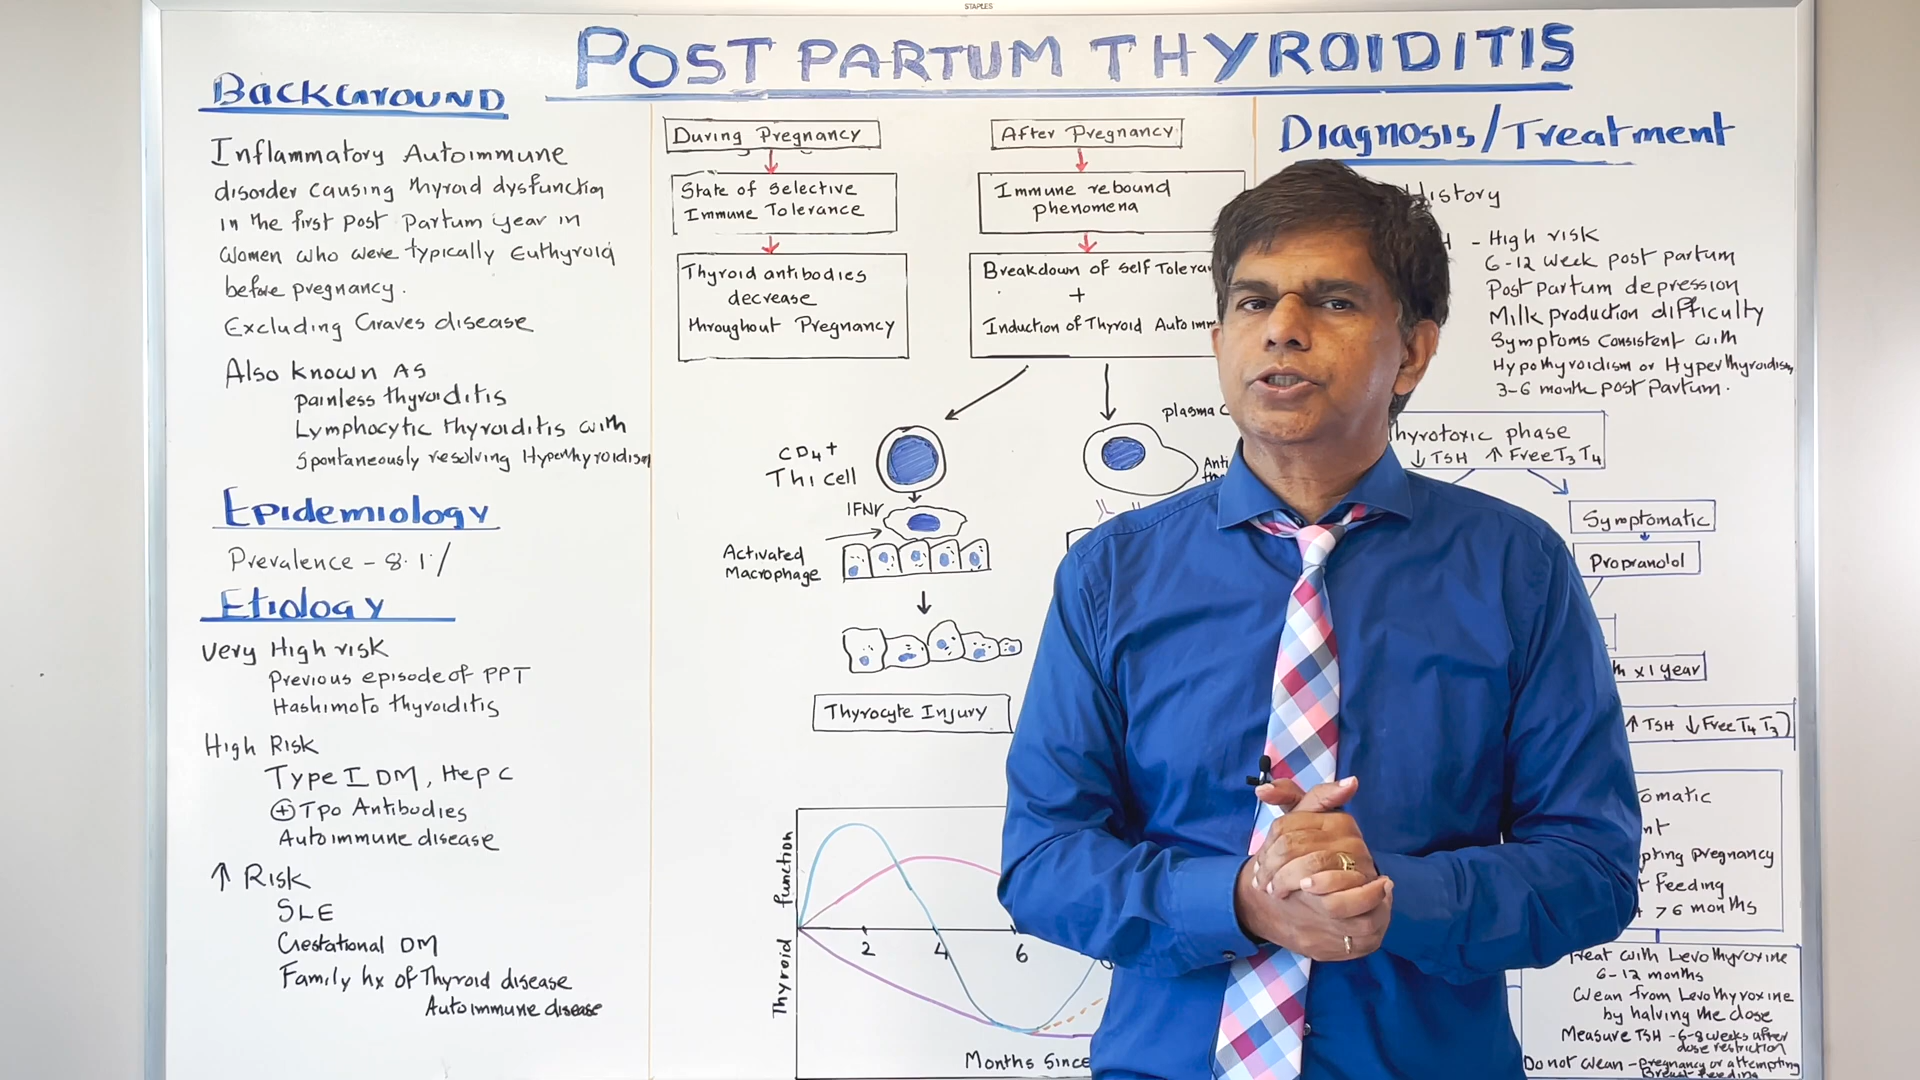 STAPLES
POST PARTUM THYROIDITIS
BACKGROUND
Inflammatory Autoimmune
disorder causing thyroid dysfunction
in the first post Partum year in
women who were typically Euthyroid
before pregnancy.
Excluding Graves disease
Also known As
painless thyroiditis
Lymphocytic thyroiditis with
spontaneously resolving Hyperthyroidism
Epidemiology
Prevalence - 8.1%
Etiology
Very High risk
Previous episode of PPT
Hashimoto thyroiditis
High Risk
Type I DM, Hep C
⊕ TPO Antibodies
Autoimmune disease
↑ Risk
SLE
Gestational DM
Family hx of Thyroid disease
Autoimmune disease
During Pregnancy
State of Selective
Immune Tolerance
Thyroid antibodies
decrease
throughout Pregnancy
After Pregnancy
Immune rebound
phenomena
Breakdown of self Tolera
+
Induction of Thyroid Autoimm
CD4+
Th1 cell
IFNγ
Activated
Macrophage
Thyrocyte Injury
plasma C
Anti
Thyroid function
2 4 6
Months Since
Diagnosis/Treatment
History
- High risk
6-12 week post partum
Post partum depression
Milk production difficulty
Symptoms consistent with
Hypothyroidism or Hyperthyroidism
3-6 month post Partum.
hyrotoxic phase
↓ TSH ↑ Free T3 T4
Symptomatic
Propranolol
x 1 year
↑ TSH ↓ Free T4 T3)
omatic
nt
pting pregnancy
t Feeding
> 6 months
Treat with Levothyroxine
6-12 months
Wean from Levothyroxine
by halving the dose
Measure TSH - 6-8 weeks after
dose restriction
Do not wean - pregnancy or attempting
Breast feeding